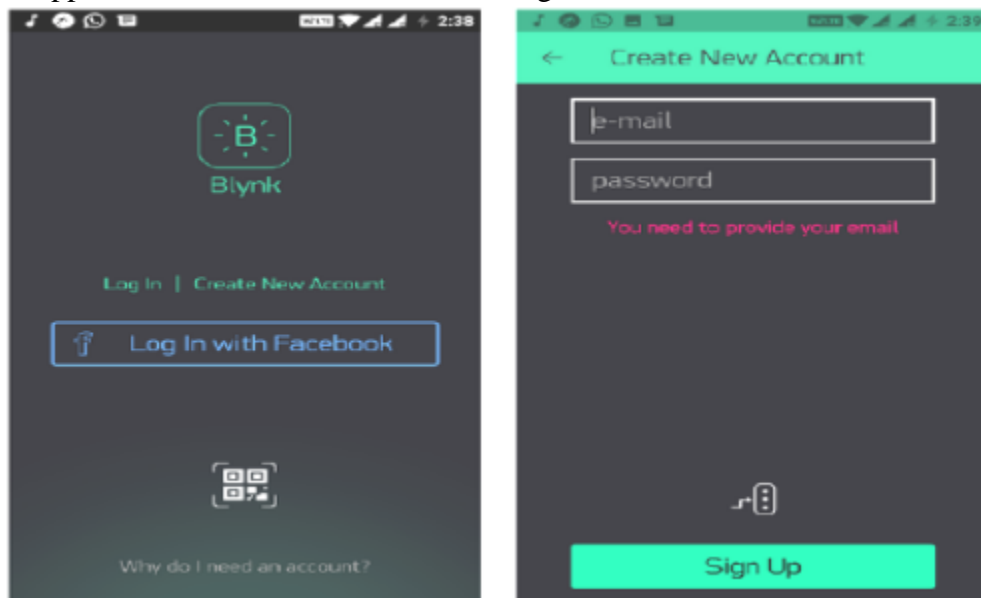 2:38
B
Blynk
Log In | Create New Account
f Log In with Facebook
Why do I need an account?
2:39
Create New Account
e-mail
password
You need to provide your email
Sign Up